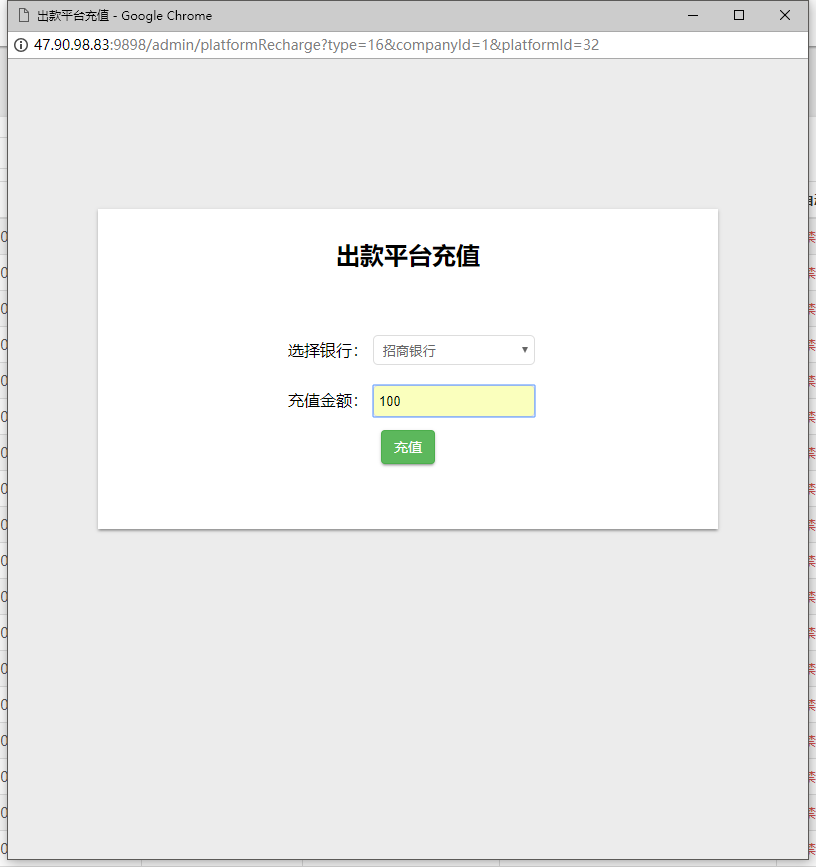 出款平台充值 - Google Chrome
47.90.98.83:9898/admin/platformRecharge?type=16&companyId=1&platformId=32
出款平台充值
选择银行： 招商银行
充值金额： 100
充值